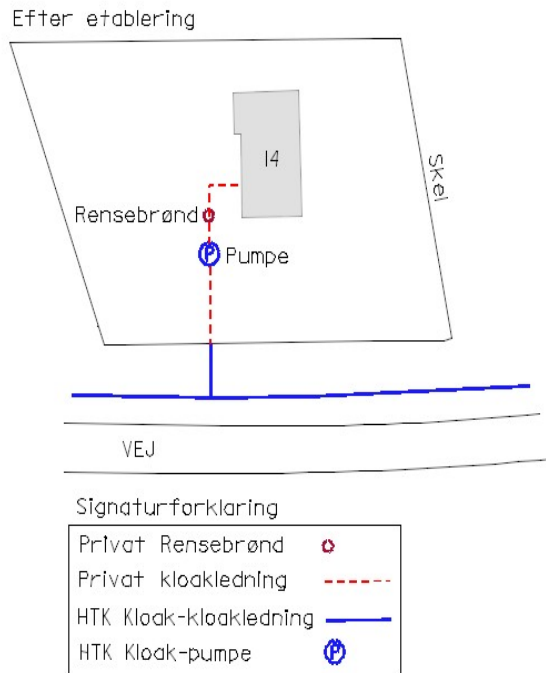 Efter etablering
14
Skel
Rensebrønd
P
Pumpe
VEJ
Signaturforklaring
Privat Rensebrønd
Privat kloakledning
HTK Kloak-kloakledning
HTK Kloak-pumpe
P